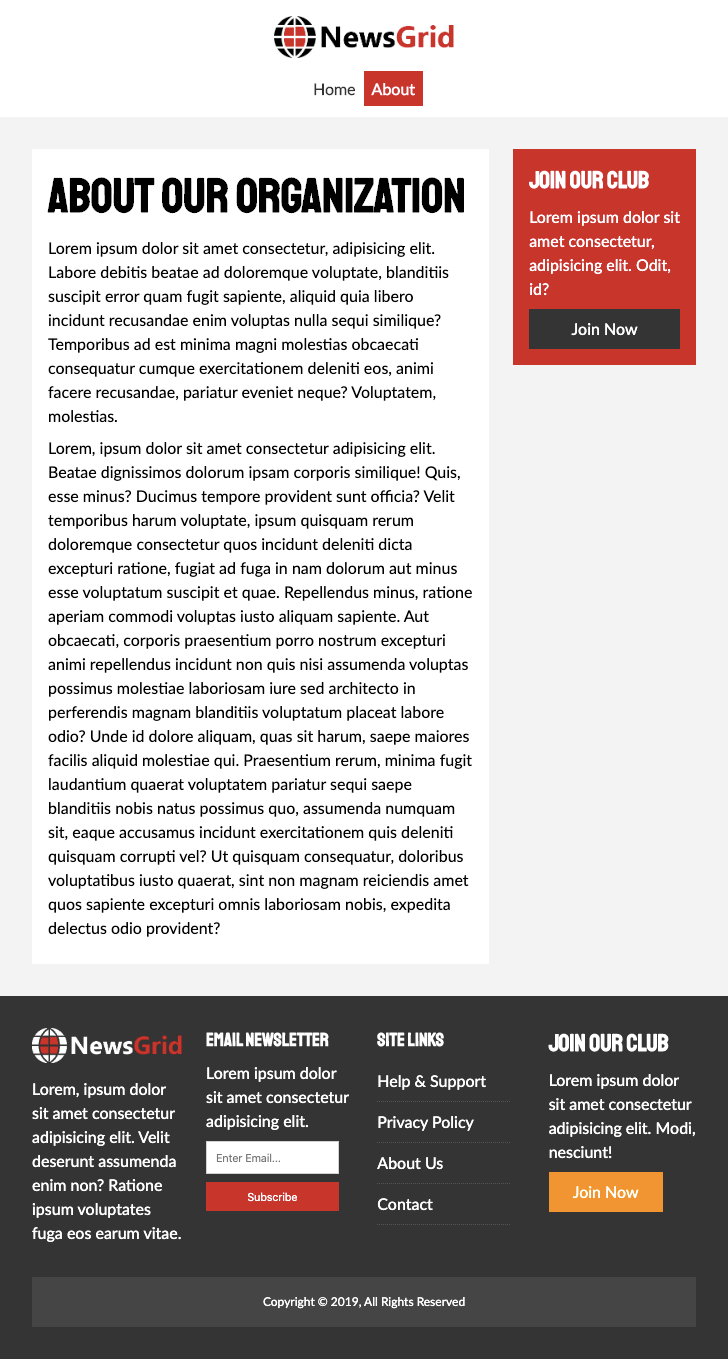 NewsGrid
Home About
ABOUT OUR ORGANIZATION
Lorem ipsum dolor sit amet consectetur, adipisicing elit.
Labore debitis beatae ad doloremque voluptate, blanditiis
suscipit error quam fugit sapiente, aliquid quia libero
incidunt recusandae enim voluptas nulla sequi similique?
Temporibus ad est minima magni molestias obcaecati
consequatur cumque exercitationem deleniti eos, animi
facere recusandae, pariatur eveniet neque? Voluptatem,
molestias.
Lorem, ipsum dolor sit amet consectetur adipisicing elit.
Beatae dignissimos dolorum ipsam corporis similique! Quis,
esse minus? Ducimus tempore provident sunt officia? Velit
temporibus harum voluptate, ipsum quisquam rerum
doloremque consectetur quos incidunt deleniti dicta
excepturi ratione, fugiat ad fuga in nam dolorum aut minus
esse voluptatum suscipit et quae. Repellendus minus, ratione
aperiam commodi voluptas iusto aliquam sapiente. Aut
obcaecati, corporis praesentium porro nostrum excepturi
animi repellendus incidunt non quis nisi assumenda voluptas
possimus molestiae laboriosam iure sed architecto in
perferendis magnam blanditiis voluptatum placeat labore
odio? Unde id dolore aliquam, quas sit harum, saepe maiores
facilis aliquid molestiae qui. Praesentium rerum, minima fugit
laudantium quaerat voluptatem pariatur sequi saepe
blanditiis nobis natus possimus quo, assumenda numquam
sit, eaque accusamus incidunt exercitationem quis deleniti
quisquam corrupti vel? Ut quisquam consequatur, doloribus
voluptatibus iusto quaerat, sint non magnam reiciendis amet
quos sapiente excepturi omnis laboriosam nobis, expedita
delectus odio provident?
JOIN OUR CLUB
Lorem ipsum dolor sit
amet consectetur,
adipisicing elit. Odit,
id?
Join Now
NewsGrid
Lorem, ipsum dolor
sit amet consectetur
adipisicing elit. Velit
deserunt assumenda
enim non? Ratione
ipsum voluptates
fuga eos earum vitae.
EMAIL NEWSLETTER
Lorem ipsum dolor
sit amet consectetur
adipisicing elit.
Enter Email...
Subscribe
SITE LINKS
Help & Support
Privacy Policy
About Us
Contact
JOIN OUR CLUB
Lorem ipsum dolor
sit amet consectetur
adipisicing elit. Modi,
nesciunt!
Join Now
Copyright © 2019, All Rights Reserved